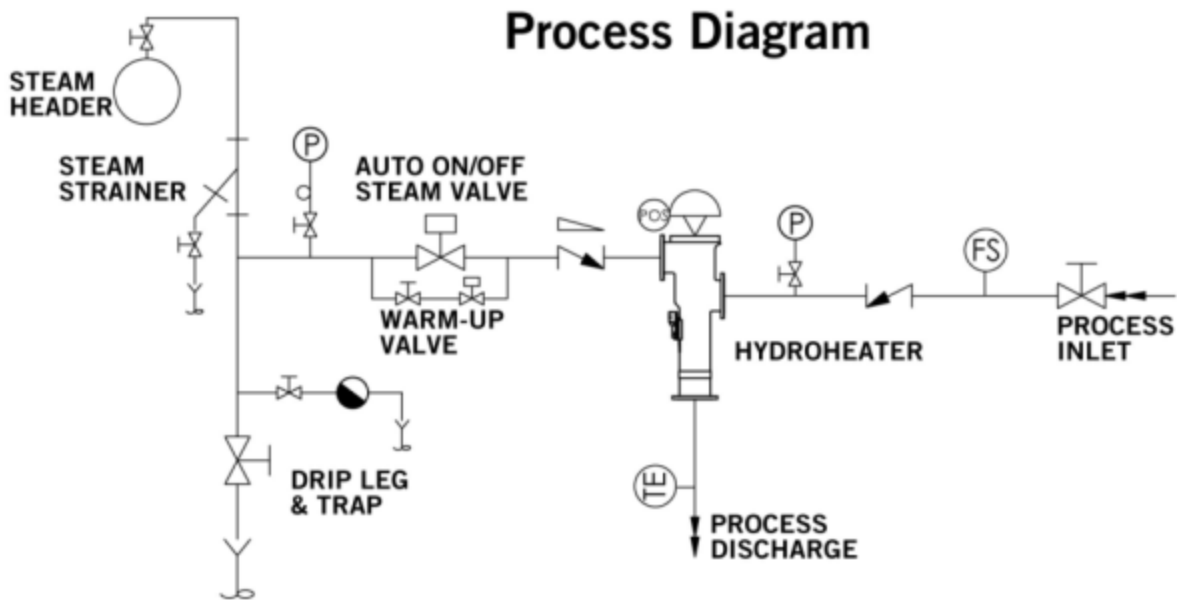 Process Diagram
STEAM
HEADER
STEAM
STRAINER
P
AUTO ON/OFF
STEAM VALVE
POS
P
FS
WARM-UP
VALVE
HYDROHEATER
PROCESS
INLET
DRIP LEG
& TRAP
TE
PROCESS
DISCHARGE